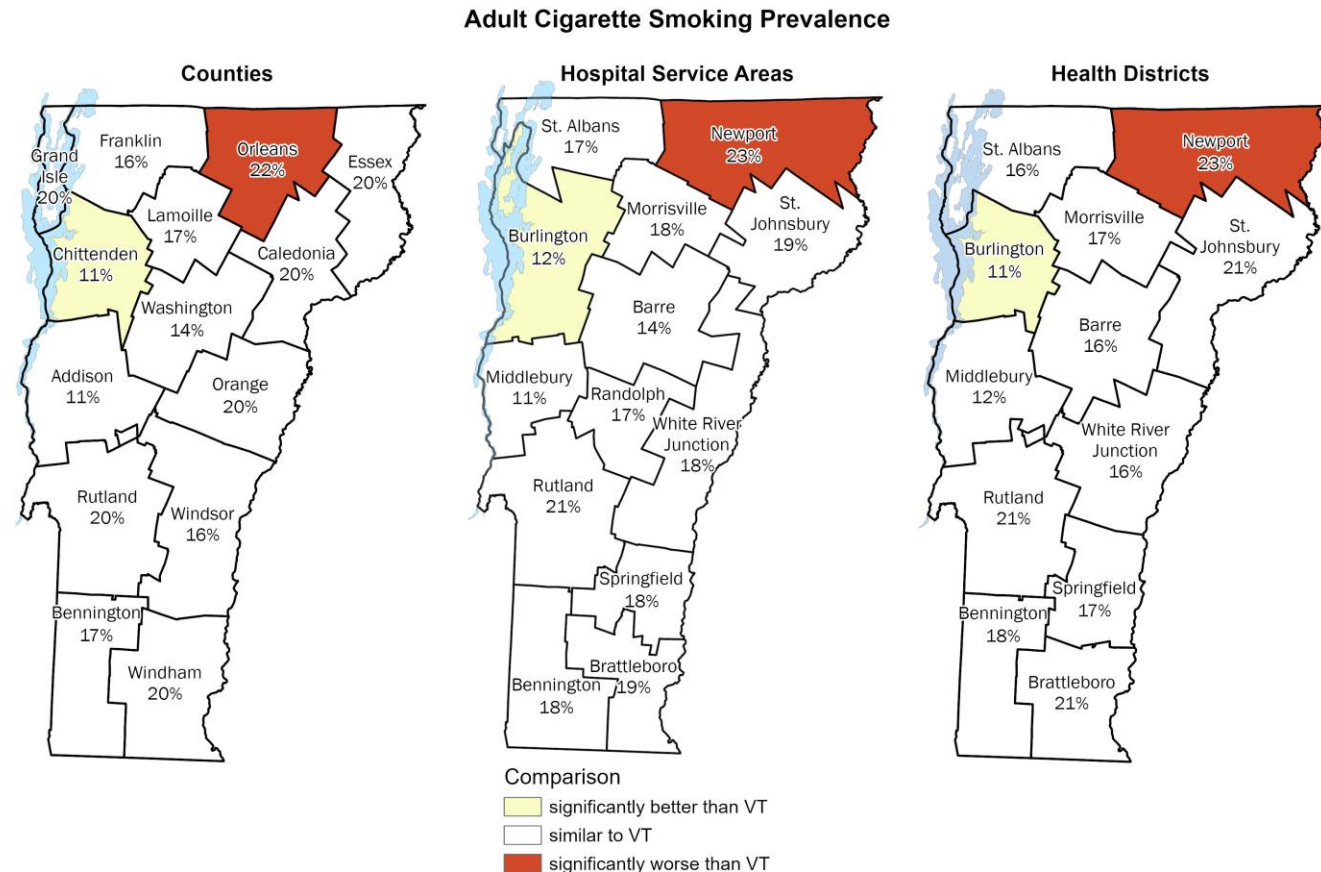 Adult Cigarette Smoking Prevalence
Counties
Franklin
16%
Grand
Isle
20%
Orleans
22%
Essex
20%
Lamoille
17%
Chittenden
11%
Caledonia
20%
Washington
14%
Addison
11%
Orange
20%
Rutland
20%
Windsor
16%
Bennington
17%
Windham
20%
Hospital Service Areas
St. Albans
17%
Newport
23%
Morrisville
18%
St.
Johnsbury
19%
Burlington
12%
Barre
14%
Middlebury
11%
Randolph
17%
White River
Junction
18%
Rutland
21%
Springfield
18%
Brattleboro
19%
Bennington
18%
Health Districts
St. Albans
16%
Newport
23%
Morrisville
17%
St.
Johnsbury
21%
Burlington
11%
Barre
16%
Middlebury
12%
White River
Junction
16%
Rutland
21%
Springfield
17%
Bennington
18%
Brattleboro
21%
Comparison
significantly better than VT
similar to VT
significantly worse than VT